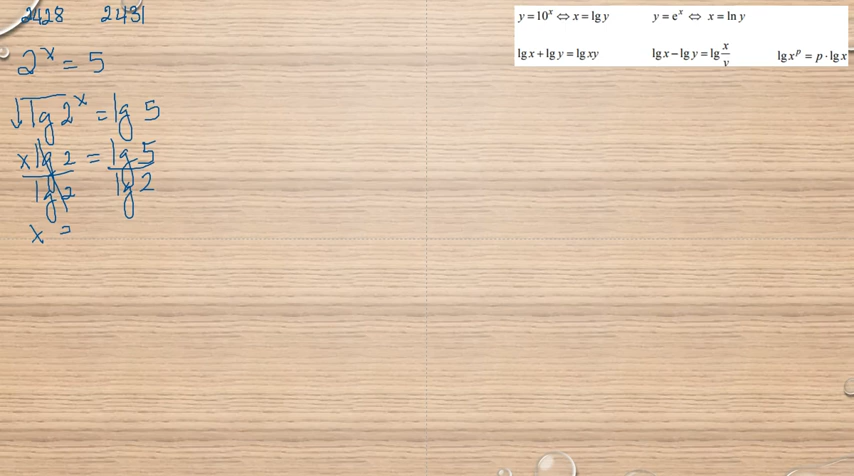 2428 2431
2^x = 5
lg 2^x = lg 5
x lg 2 / lg 2 = lg 5 / lg 2
x =
y = 10^x ⇔ x = lg y y = e^x ⇔ x = ln y
lg x + lg y = lg xy lg x − lg y = lg x/y lg x^p = p · lg x